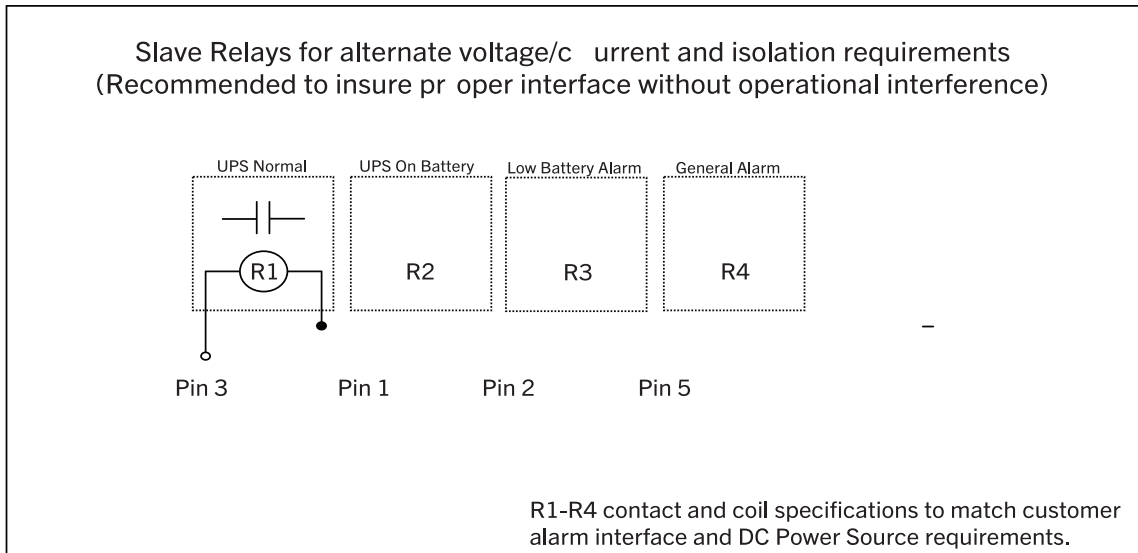 Slave Relays for alternate voltage/c urrent and isolation requirements
(Recommended to insure pr oper interface without operational interference)
UPS Normal UPS On Battery Low Battery Alarm General Alarm
R1 R2 R3 R4
–
Pin 3 Pin 1 Pin 2 Pin 5
R1-R4 contact and coil specifications to match customer
alarm interface and DC Power Source requirements.